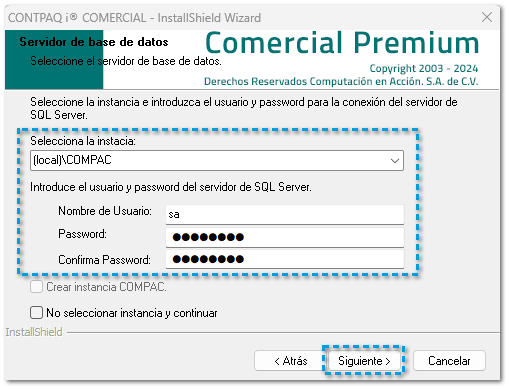 CONTPAQ i® COMERCIAL - InstallShield Wizard
Servidor de base de datos
Seleccione el servidor de base de datos.
Comercial Premium
Copyright 2003 - 2024
Derechos Reservados Computación en Acción. S.A. de C.V.
Seleccione la instancia e introduzca el usuario y password para la conexión del servidor de
SQL Server.
Selecciona la instacia:
(local)\COMPAC
Introduce el usuario y password del servidor de SQL Server.
Nombre de Usuario: sa
Password: ●●●●●●●●
Confirma Password: ●●●●●●●●
Crear instancia COMPAC.
No seleccionar instancia y continuar
InstallShield
< Atrás Siguiente > Cancelar